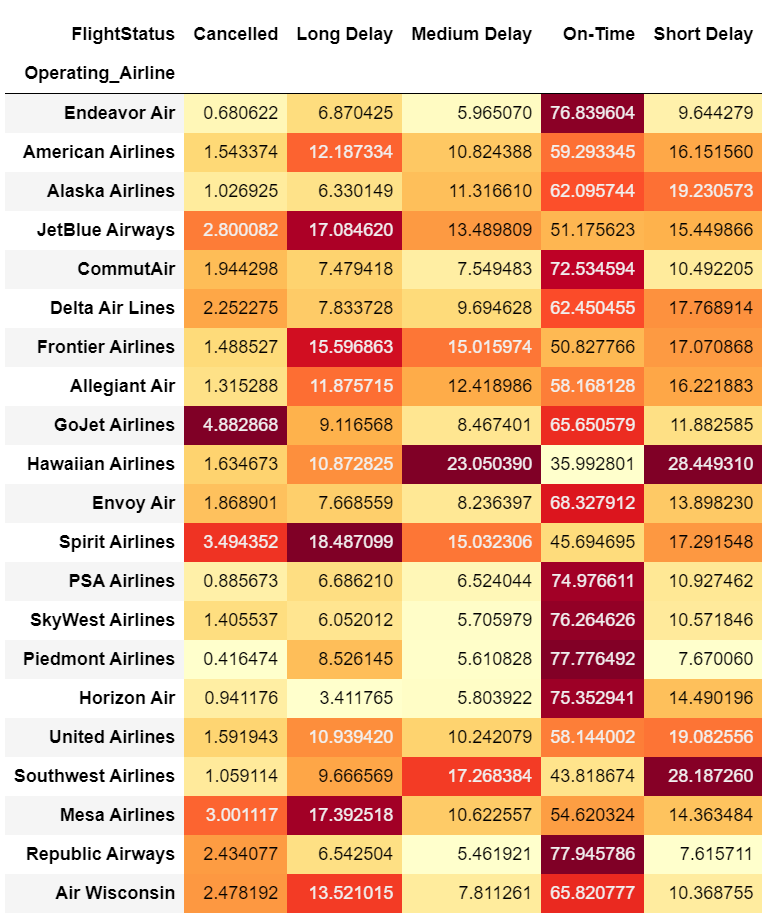 FlightStatus Cancelled Long Delay Medium Delay On-Time Short Delay
Operating_Airline
Endeavor Air 0.680622 6.870425 5.965070 76.839604 9.644279
American Airlines 1.543374 12.187334 10.824388 59.293345 16.151560
Alaska Airlines 1.026925 6.330149 11.316610 62.095744 19.230573
JetBlue Airways 2.800082 17.084620 13.489809 51.175623 15.449866
CommutAir 1.944298 7.479418 7.549483 72.534594 10.492205
Delta Air Lines 2.252275 7.833728 9.694628 62.450455 17.768914
Frontier Airlines 1.488527 15.596863 15.015974 50.827766 17.070868
Allegiant Air 1.315288 11.875715 12.418986 58.168128 16.221883
GoJet Airlines 4.882868 9.116568 8.467401 65.650579 11.882585
Hawaiian Airlines 1.634673 10.872825 23.050390 35.992801 28.449310
Envoy Air 1.868901 7.668559 8.236397 68.327912 13.898230
Spirit Airlines 3.494352 18.487099 15.032306 45.694695 17.291548
PSA Airlines 0.885673 6.686210 6.524044 74.976611 10.927462
SkyWest Airlines 1.405537 6.052012 5.705979 76.264626 10.571846
Piedmont Airlines 0.416474 8.526145 5.610828 77.776492 7.670060
Horizon Air 0.941176 3.411765 5.803922 75.352941 14.490196
United Airlines 1.591943 10.939420 10.242079 58.144002 19.082556
Southwest Airlines 1.059114 9.666569 17.268384 43.818674 28.187260
Mesa Airlines 3.001117 17.392518 10.622557 54.620324 14.363484
Republic Airways 2.434077 6.542504 5.461921 77.945786 7.615711
Air Wisconsin 2.478192 13.521015 7.811261 65.820777 10.368755